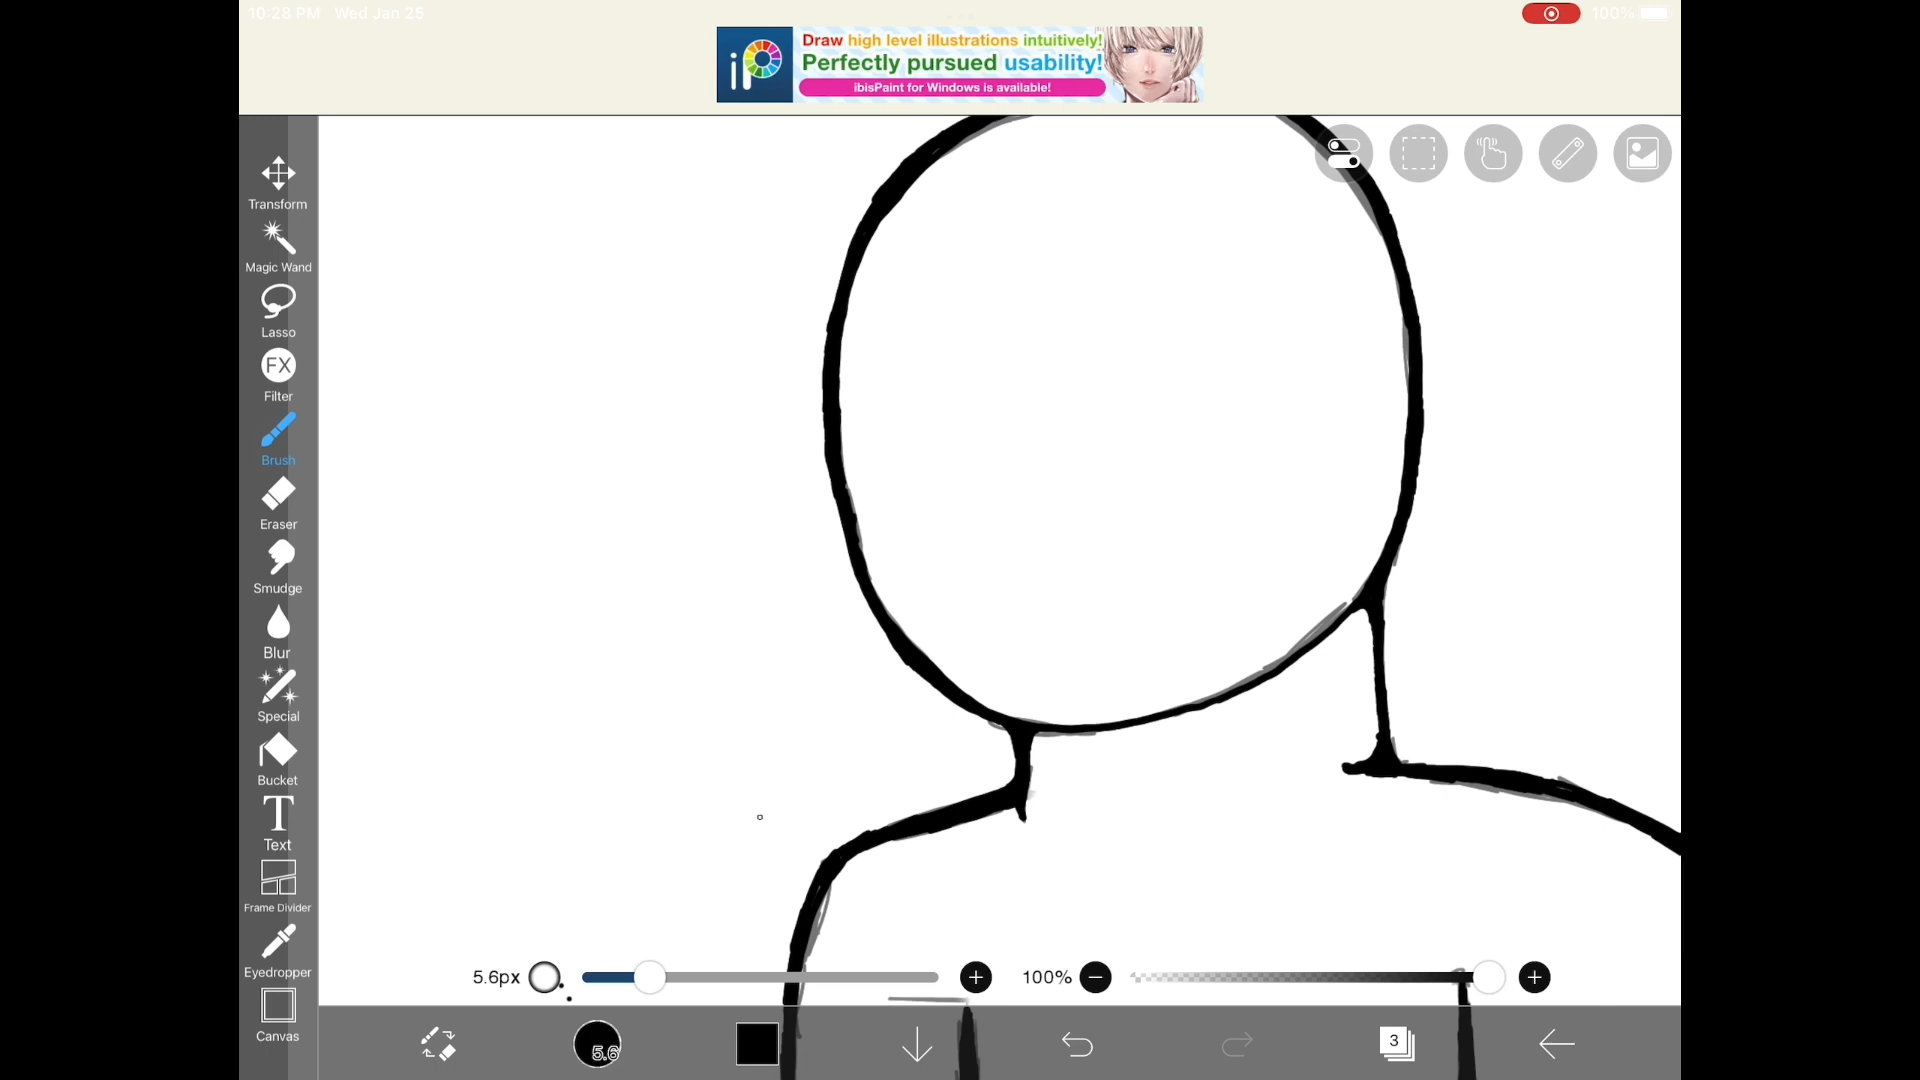 10:28 PM Wed Jan 25
100%
iP
Draw high level illustrations intuitively!
Perfectly pursued usability!
ibisPaint for Windows is available!
Transform
Magic Wand
Lasso
FX
Filter
Brush
Eraser
Smudge
Blur
Special
Bucket
T
Text
Frame Divider
Eyedropper
Canvas
5.6px
100%
5.6
3